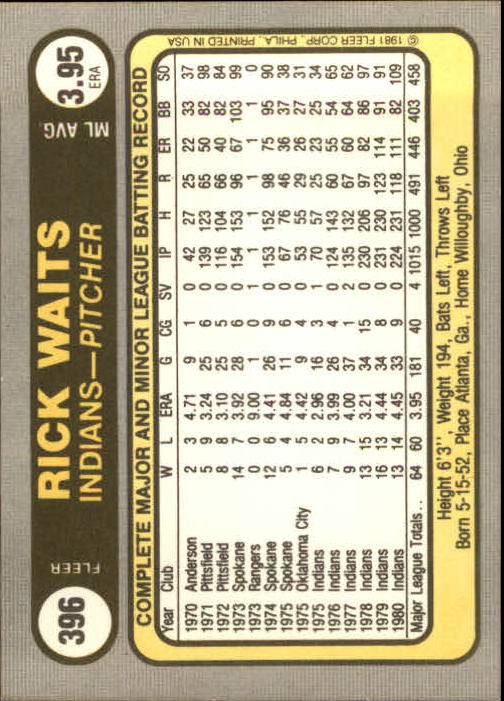 396
FLEER
RICK WAITS
INDIANS—PITCHER
ML AVG.
3.95
ERA
COMPLETE MAJOR AND MINOR LEAGUE BATTING RECORD
Year Club W L ERA G CG SV IP H R ER BB SO
1970 Anderson 2 3 4.71 9 1 0 42 27 25 22 33 37
1971 Pittsfield 5 9 3.24 25 6 0 139 123 65 50 82 98
1972 Pittsfield 8 8 3.10 25 5 0 116 104 66 40 82 84
1973 Spokane 14 7 3.92 28 6 0 154 153 96 67 103 99
1973 Rangers 0 0 9.00 1 0 1 1 1 1 1 1 0
1974 Spokane 12 6 4.41 26 9 0 153 152 98 75 95 90
1975 Spokane 5 4 4.84 11 6 0 67 76 46 36 37 38
1975 Oklahoma City 1 5 4.42 9 4 0 53 55 29 26 27 31
1975 Indians 6 2 2.96 16 3 1 70 57 25 23 25 34
1976 Indians 7 9 3.99 26 4 0 124 143 60 55 54 65
1977 Indians 9 7 4.00 37 1 2 135 132 67 60 64 62
1978 Indians 13 15 3.21 34 15 0 230 206 97 82 86 97
1979 Indians 16 13 4.44 34 8 0 231 230 123 114 91 91
1980 Indians 13 14 4.45 33 9 0 224 231 118 111 82 109
Major League Totals . . 64 60 3.95 181 40 4 1015 1000 491 446 403 458
Height 6'3", Weight 194, Bats Left, Throws Left
Born 5-15-52, Place Atlanta, Ga., Home Willoughby, Ohio
© 1981 FLEER CORP., PHILA., PRINTED IN USA